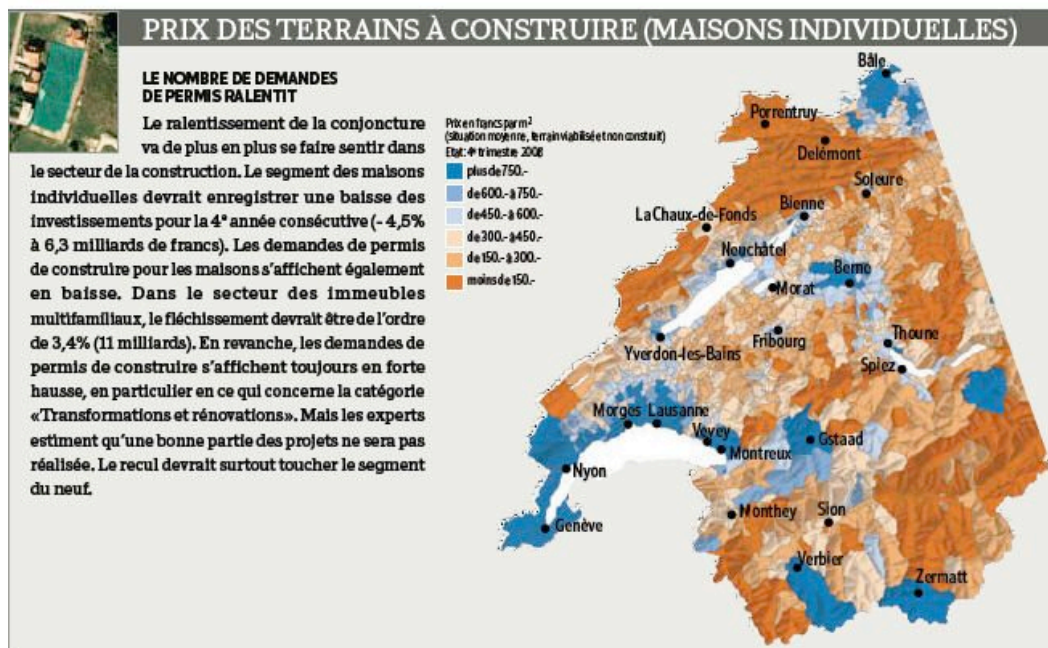 PRIX DES TERRAINS À CONSTRUIRE (MAISONS INDIVIDUELLES)
LE NOMBRE DE DEMANDES
DE PERMIS RALENTIT
Le ralentissement de la conjoncture
va de plus en plus se faire sentir dans
le secteur de la construction. Le segment des maisons
individuelles devrait enregistrer une baisse des
investissements pour la 4e année consécutive (- 4,5%
à 6,3 milliards de francs). Les demandes de permis
de construire pour les maisons s'affichent également
en baisse. Dans le secteur des immeubles
multifamiliaux, le fléchissement devrait être de l'ordre
de 3,4% (11 milliards). En revanche, les demandes de
permis de construire s'affichent toujours en forte
hausse, en particulier en ce qui concerne la catégorie
«Transformations et rénovations». Mais les experts
estiment qu'une bonne partie des projets ne sera pas
réalisée. Le recul devrait surtout toucher le segment
du neuf.
Prix en francs par m²
(situation moyenne, terrain viabilisé et non construit)
Etat: 4e trimestre 2008
plus de 750.-
de 600.- à 750.-
de 450.- à 600.-
de 300.- à 450.-
de 150.- à 300.-
moins de 150.-
Bâle
Porrentruy
Delémont
Soleure
Bienne
La Chaux-de-Fonds
Neuchâtel
Berne
Morat
Fribourg
Thoune
Yverdon-les-Bains
Spiez
Morges
Lausanne
Vevey
Gstaad
Montreux
Nyon
Monthey
Sion
Genève
Verbier
Zermatt